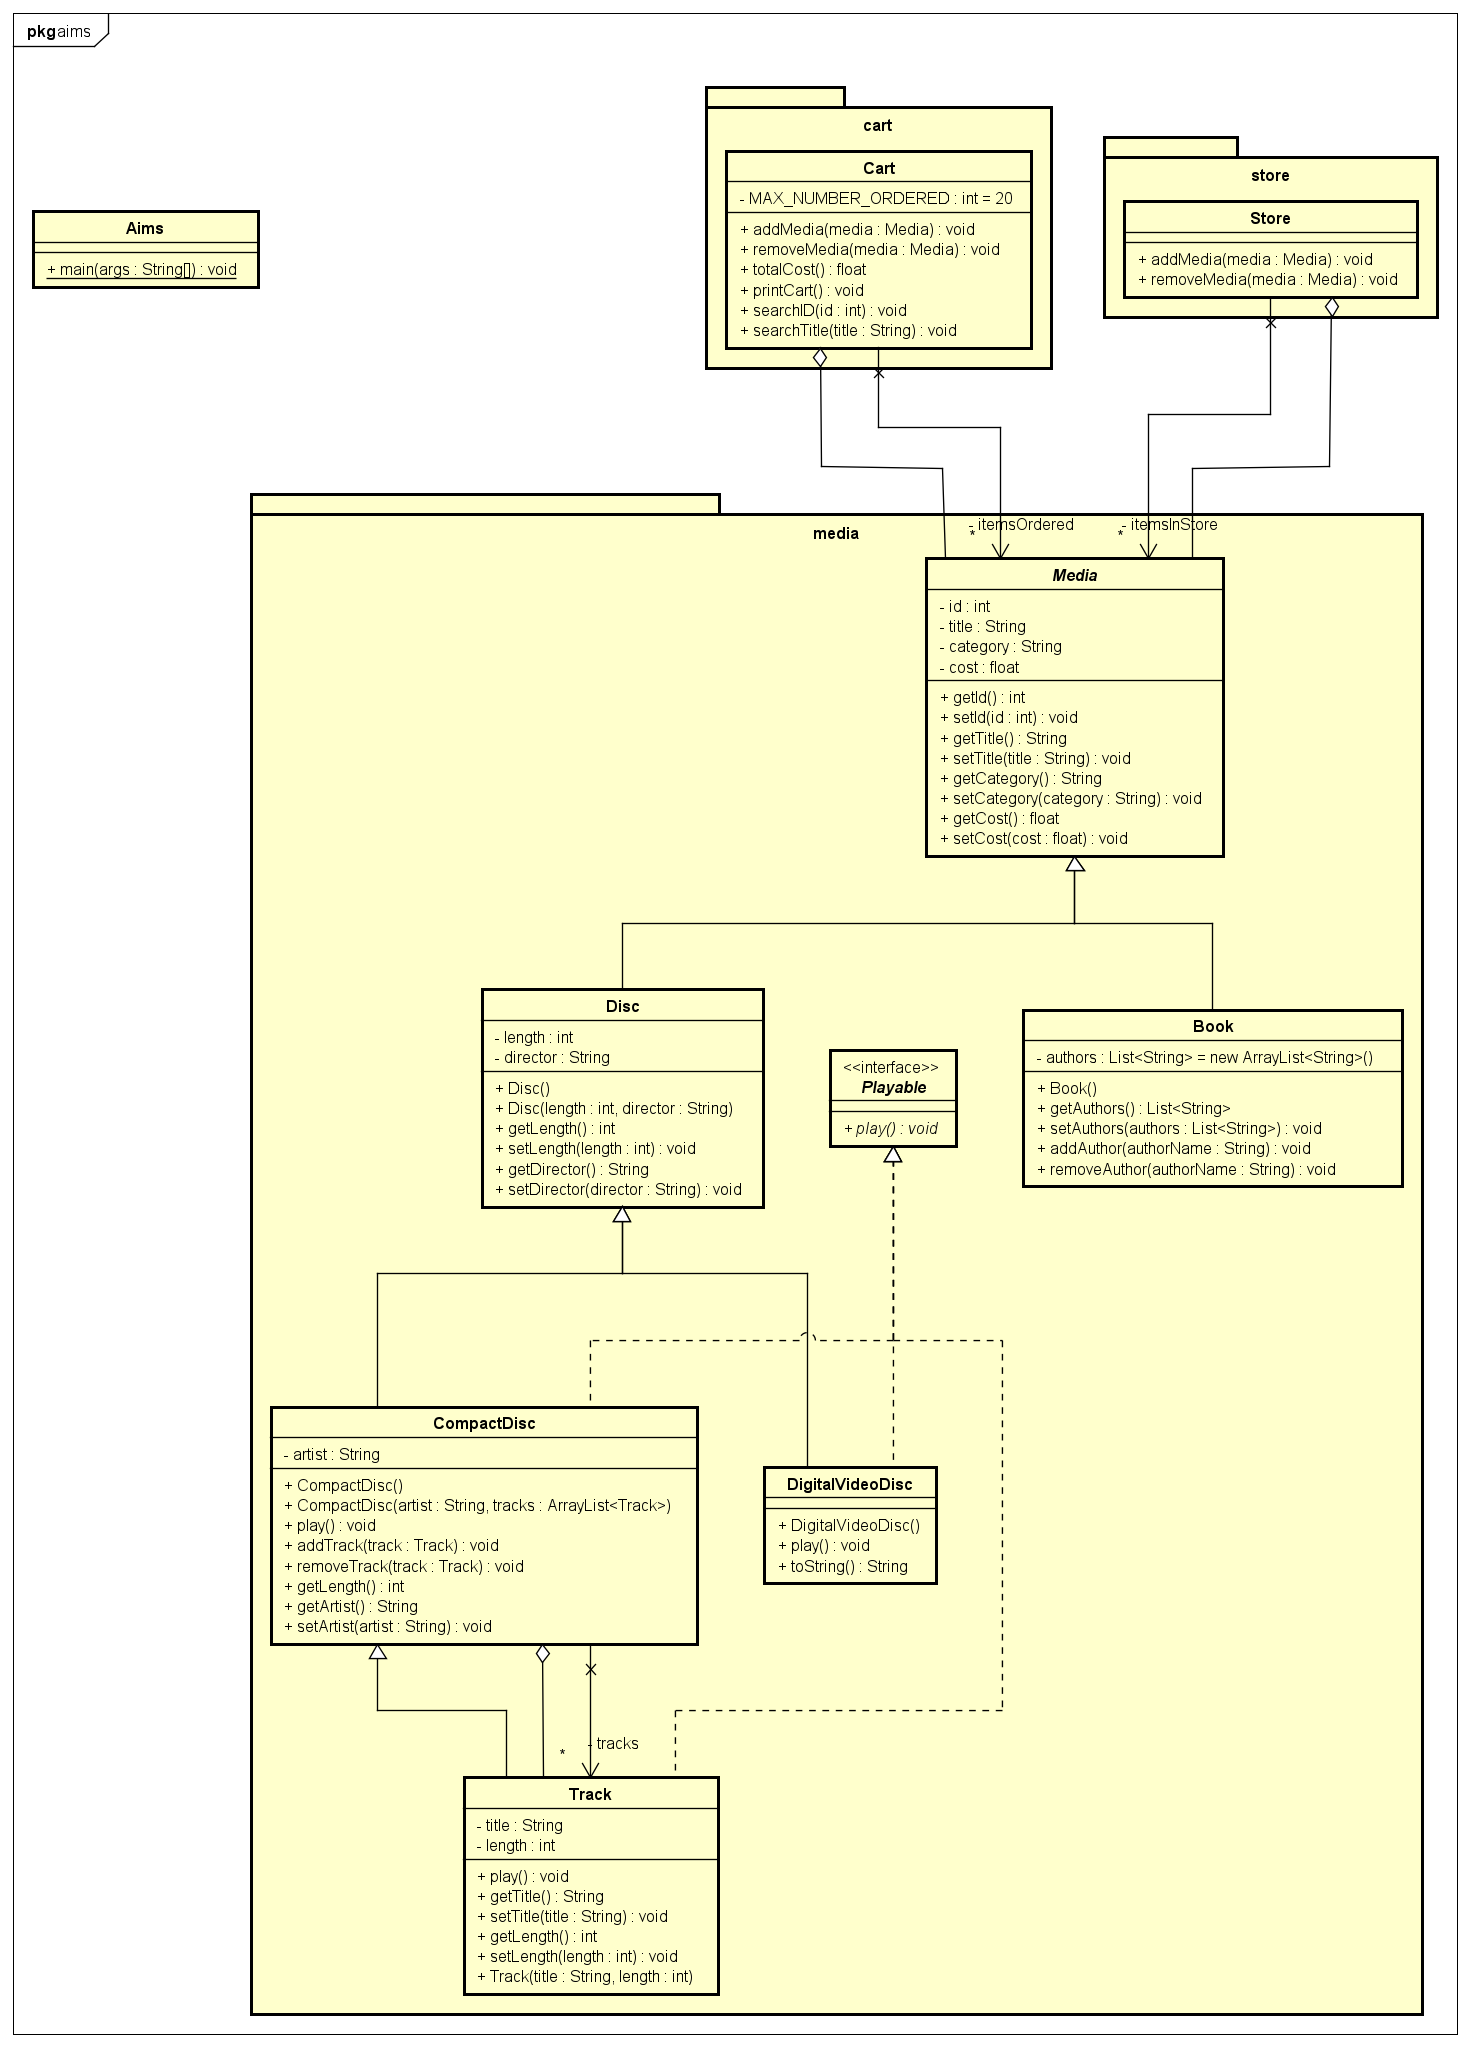 pkg aims
cart
Cart
- MAX_NUMBER_ORDERED : int = 20
+ addMedia(media : Media) : void
+ removeMedia(media : Media) : void
+ totalCost() : float
+ printCart() : void
+ searchID(id : int) : void
+ searchTitle(title : String) : void
store
Store
+ addMedia(media : Media) : void
+ removeMedia(media : Media) : void
Aims
+ main(args : String[]) : void
- itemsOrdered
*
- itemsInStore
*
media
Media
- id : int
- title : String
- category : String
- cost : float
+ getId() : int
+ setId(id : int) : void
+ getTitle() : String
+ setTitle(title : String) : void
+ getCategory() : String
+ setCategory(category : String) : void
+ getCost() : float
+ setCost(cost : float) : void
Disc
- length : int
- director : String
+ Disc()
+ Disc(length : int, director : String)
+ getLength() : int
+ setLength(length : int) : void
+ getDirector() : String
+ setDirector(director : String) : void
<<interface>>
Playable
+ play() : void
Book
- authors : List<String> = new ArrayList<String>()
+ Book()
+ getAuthors() : List<String>
+ setAuthors(authors : List<String>) : void
+ addAuthor(authorName : String) : void
+ removeAuthor(authorName : String) : void
CompactDisc
- artist : String
+ CompactDisc()
+ CompactDisc(artist : String, tracks : ArrayList<Track>)
+ play() : void
+ addTrack(track : Track) : void
+ removeTrack(track : Track) : void
+ getLength() : int
+ getArtist() : String
+ setArtist(artist : String) : void
DigitalVideoDisc
+ DigitalVideoDisc()
+ play() : void
+ toString() : String
- tracks
*
Track
- title : String
- length : int
+ play() : void
+ getTitle() : String
+ setTitle(title : String) : void
+ getLength() : int
+ setLength(length : int) : void
+ Track(title : String, length : int)